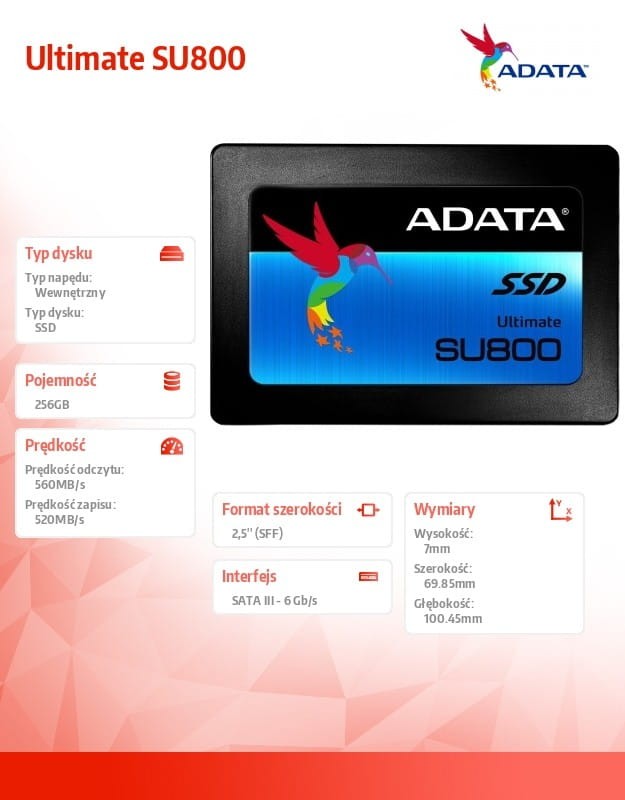 Ultimate SU800
ADATA™
ADATA®
SSD
Ultimate
SU800
Typ dysku
Typ napędu:
Wewnętrzny
Typ dysku:
SSD
Pojemność
256GB
Prędkość
Prędkość odczytu:
560MB/s
Prędkość zapisu:
520MB/s
Format szerokości
2,5" (SFF)
Interfejs
SATA III - 6 Gb/s
Wymiary
Y
X
Wysokość:
7mm
Szerokość:
69.85mm
Głębokość:
100.45mm